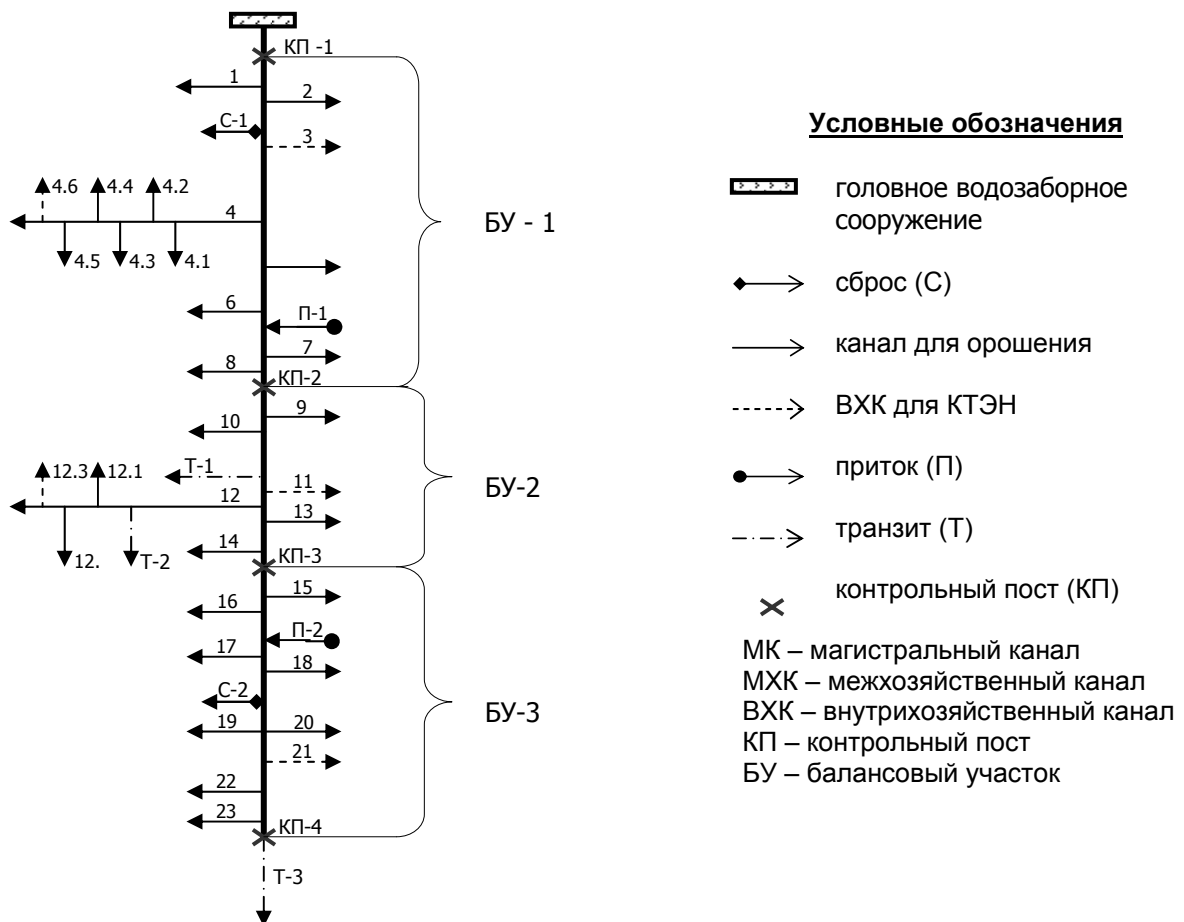 КП -1
1
2
С-1
3
4.6
4.4
4.2
4
4.5
4.3
4.1
БУ - 1
6
П-1
7
8
КП-2
9
10
Т-1
12.3
12.1
11
12
БУ-2
13
14
12.
Т-2
КП-3
15
16
П-2
17
18
С-2
БУ-3
19
20
21
22
23
КП-4
Т-3
Условные обозначения
головное водозаборное
сооружение
сброс (С)
канал для орошения
ВХК для КТЭН
приток (П)
транзит (Т)
контрольный пост (КП)
МК – магистральный канал
МХК – межхозяйственный канал
ВХК – внутрихозяйственный канал
КП – контрольный пост
БУ – балансовый участок